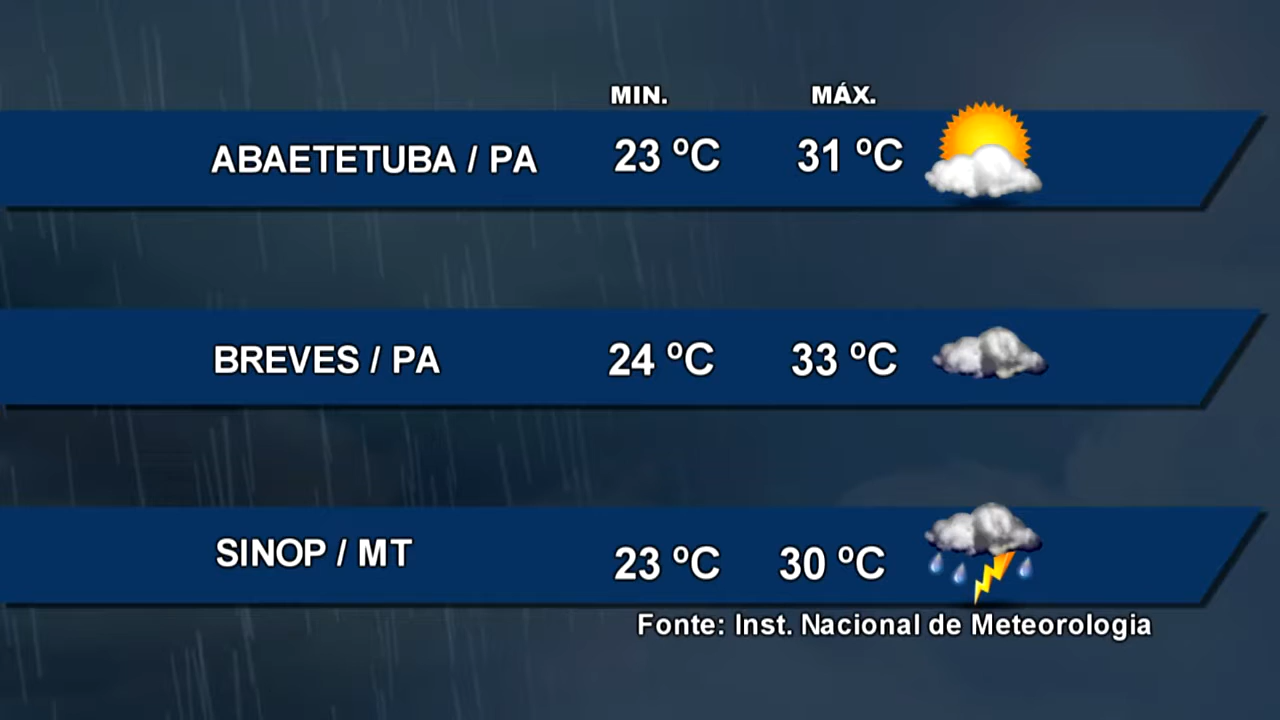 MIN. MÁX.
ABAETETUBA / PA 23 ºC 31 ºC
BREVES / PA 24 ºC 33 ºC
SINOP / MT 23 ºC 30 ºC
Fonte: Inst. Nacional de Meteorologia